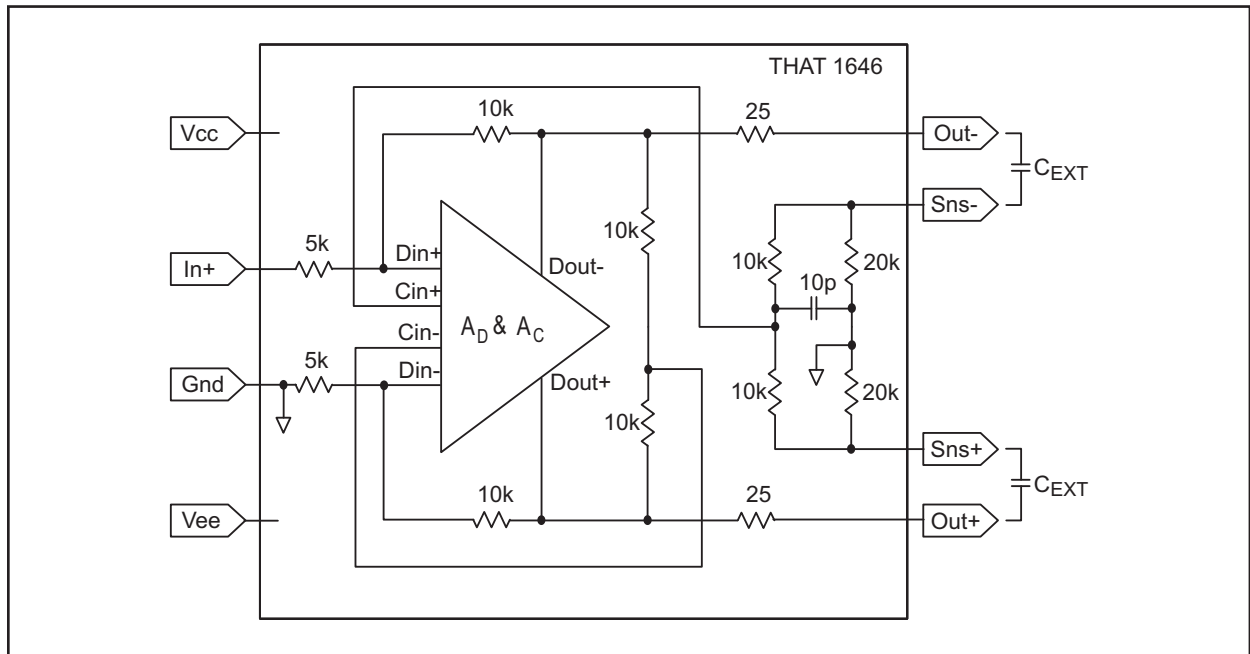 THAT 1646
Vcc
10k
25
Out-
CEXT
Sns-
5k
In+
Din+
Dout-
10k
10k
20k
10p
Cin+
AD & AC
Cin-
5k
Gnd
Din-
Dout+
10k
10k
20k
Sns+
CEXT
10k
25
Vee
Out+